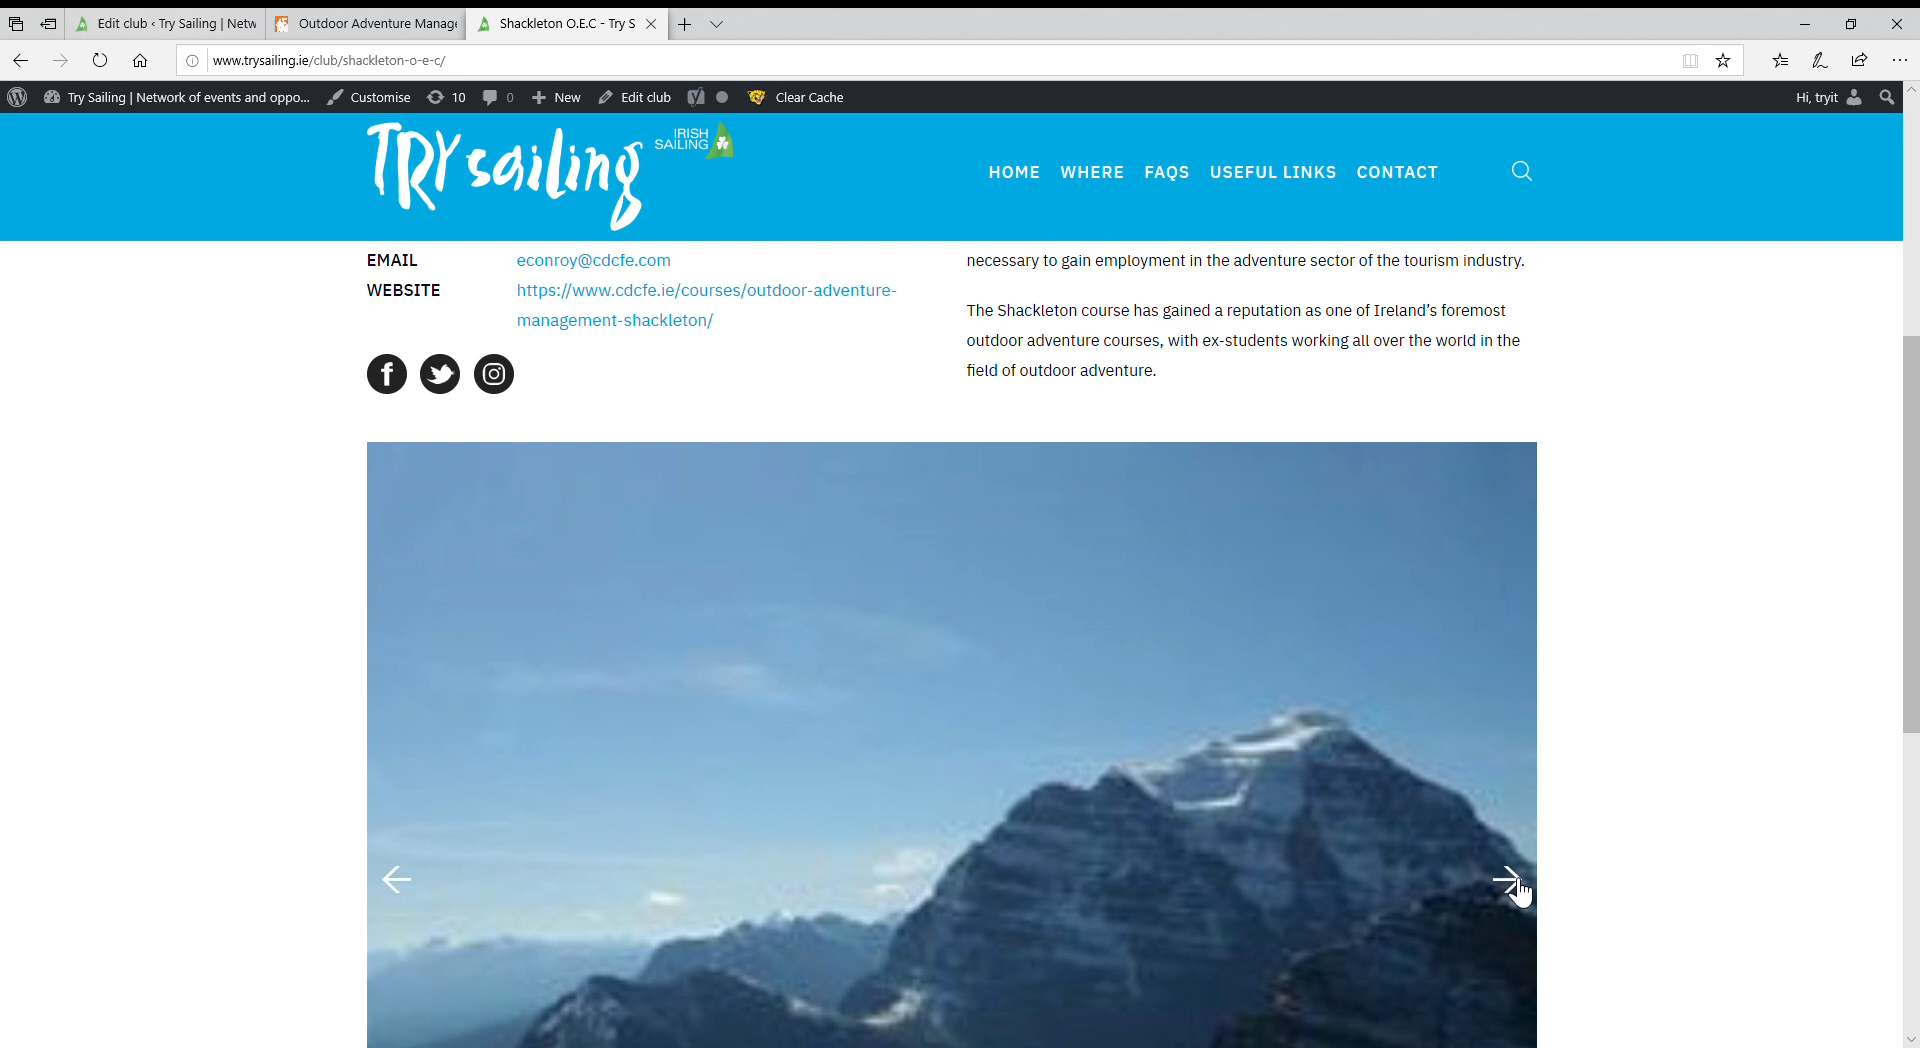 Edit club ‹ Try Sailing | Netw
Outdoor Adventure Manage
Shackleton O.E.C - Try S
www.trysailing.ie/club/shackleton-o-e-c/
Try Sailing | Network of events and oppo...
Customise
10
0
New
Edit club
Clear Cache
Hi, tryit
TRY sailing
IRISH
SAILING
HOME WHERE FAQS USEFUL LINKS CONTACT
EMAIL econroy@cdcfe.com
WEBSITE https://www.cdcfe.ie/courses/outdoor-adventure-
management-shackleton/
necessary to gain employment in the adventure sector of the tourism industry.
The Shackleton course has gained a reputation as one of Ireland's foremost
outdoor adventure courses, with ex-students working all over the world in the
field of outdoor adventure.